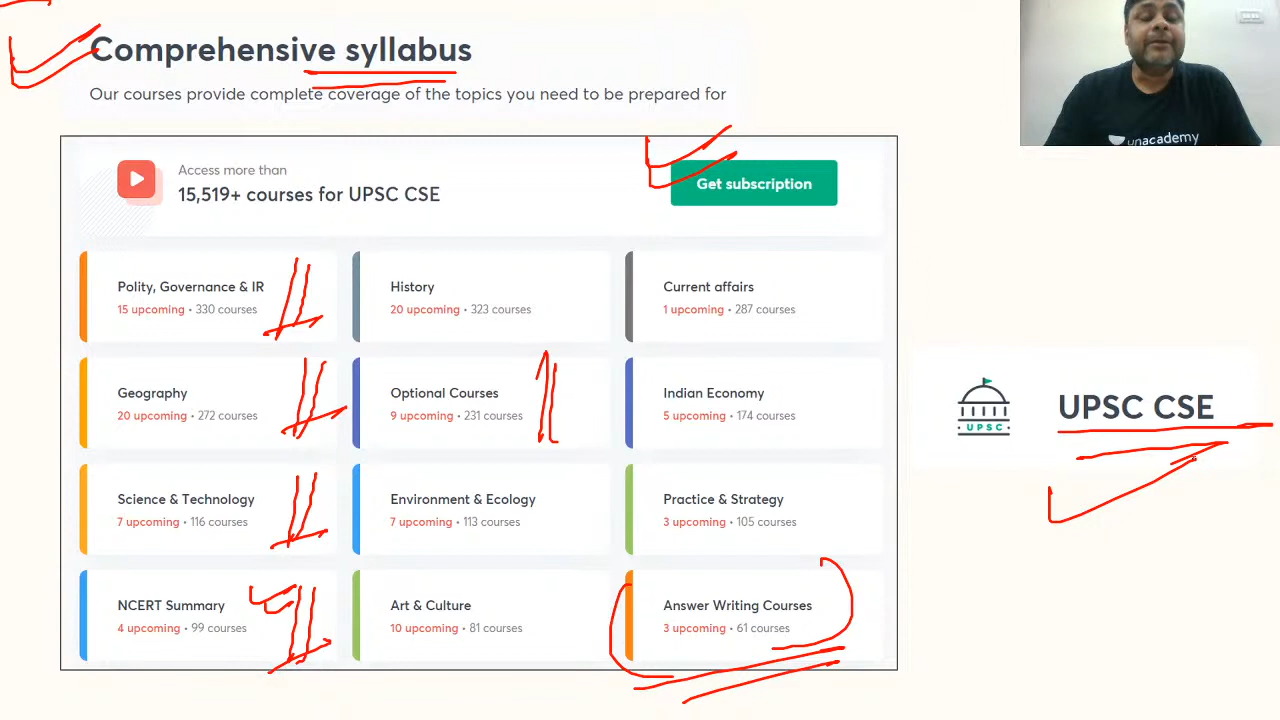 Comprehensive syllabus
Our courses provide complete coverage of the topics you need to be prepared for
unacademy
Access more than
15,519+ courses for UPSC CSE
Get subscription
Polity, Governance & IR
15 upcoming • 330 courses
History
20 upcoming • 323 courses
Current affairs
1 upcoming • 287 courses
Geography
20 upcoming • 272 courses
Optional Courses
9 upcoming • 231 courses
Indian Economy
5 upcoming • 174 courses
UPSC
UPSC CSE
Science & Technology
7 upcoming • 116 courses
Environment & Ecology
7 upcoming • 113 courses
Practice & Strategy
3 upcoming • 105 courses
NCERT Summary
4 upcoming • 99 courses
Art & Culture
10 upcoming • 81 courses
Answer Writing Courses
3 upcoming • 61 courses